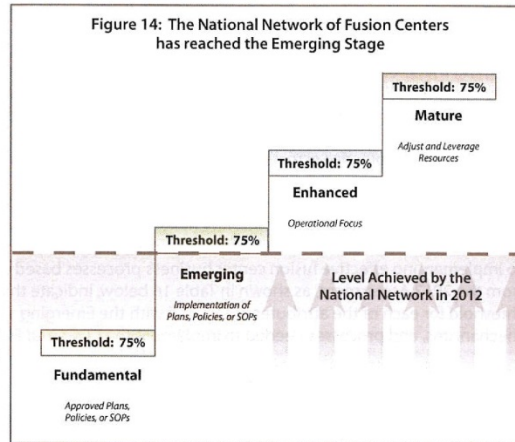 Figure 14: The National Network of Fusion Centers
has reached the Emerging Stage
Threshold: 75%
Mature
Adjust and Leverage
Resources
Threshold: 75%
Enhanced
Operational Focus
Threshold: 75%
Emerging
Implementation of
Plans, Policies, or SOPs
Level Achieved by the
National Network in 2012
Threshold: 75%
Fundamental
Approved Plans,
Policies, or SOPs